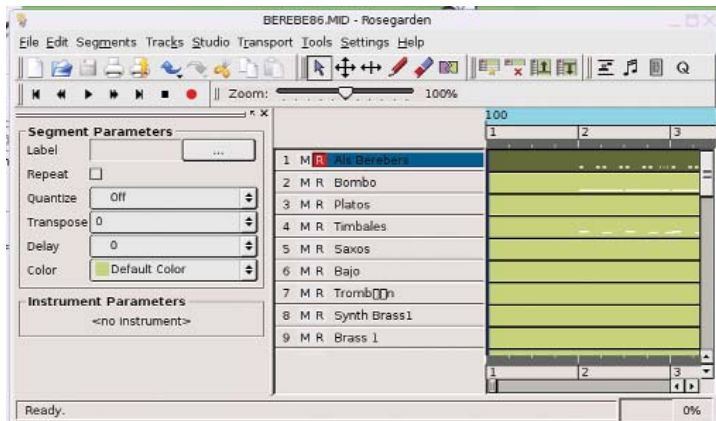 BEREBE86.MID - Rosegarden
File Edit Segments Tracks Studio Transport Tools Settings Help
Q
Zoom: 100%
Segment Parameters
Label ...
Repeat
Quantize Off
Transpose 0
Delay 0
Color Default Color
Instrument Parameters
<no instrument>
100
1 2 3
1 M R Als Berebers
2 M R Bombo
3 M R Platos
4 M R Timbales
5 M R Saxos
6 M R Bajo
7 M R Tromb□□n
8 M R Synth Brass1
9 M R Brass 1
1 2 3
Ready. 0%